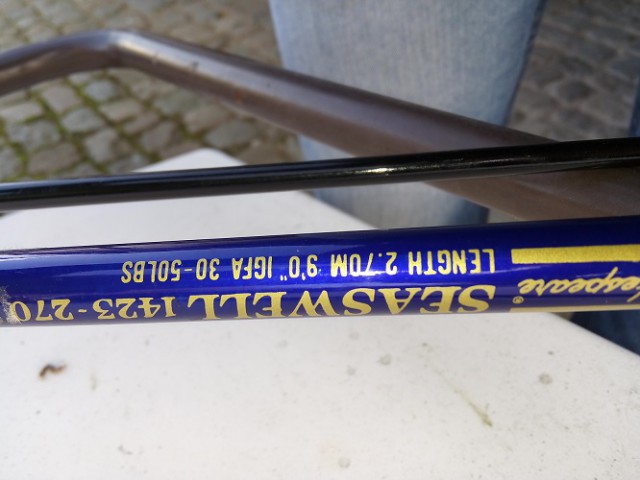 SEASWELL 1423-270
LENGTH 2.70M 9'0" IGFA 30-50LBS